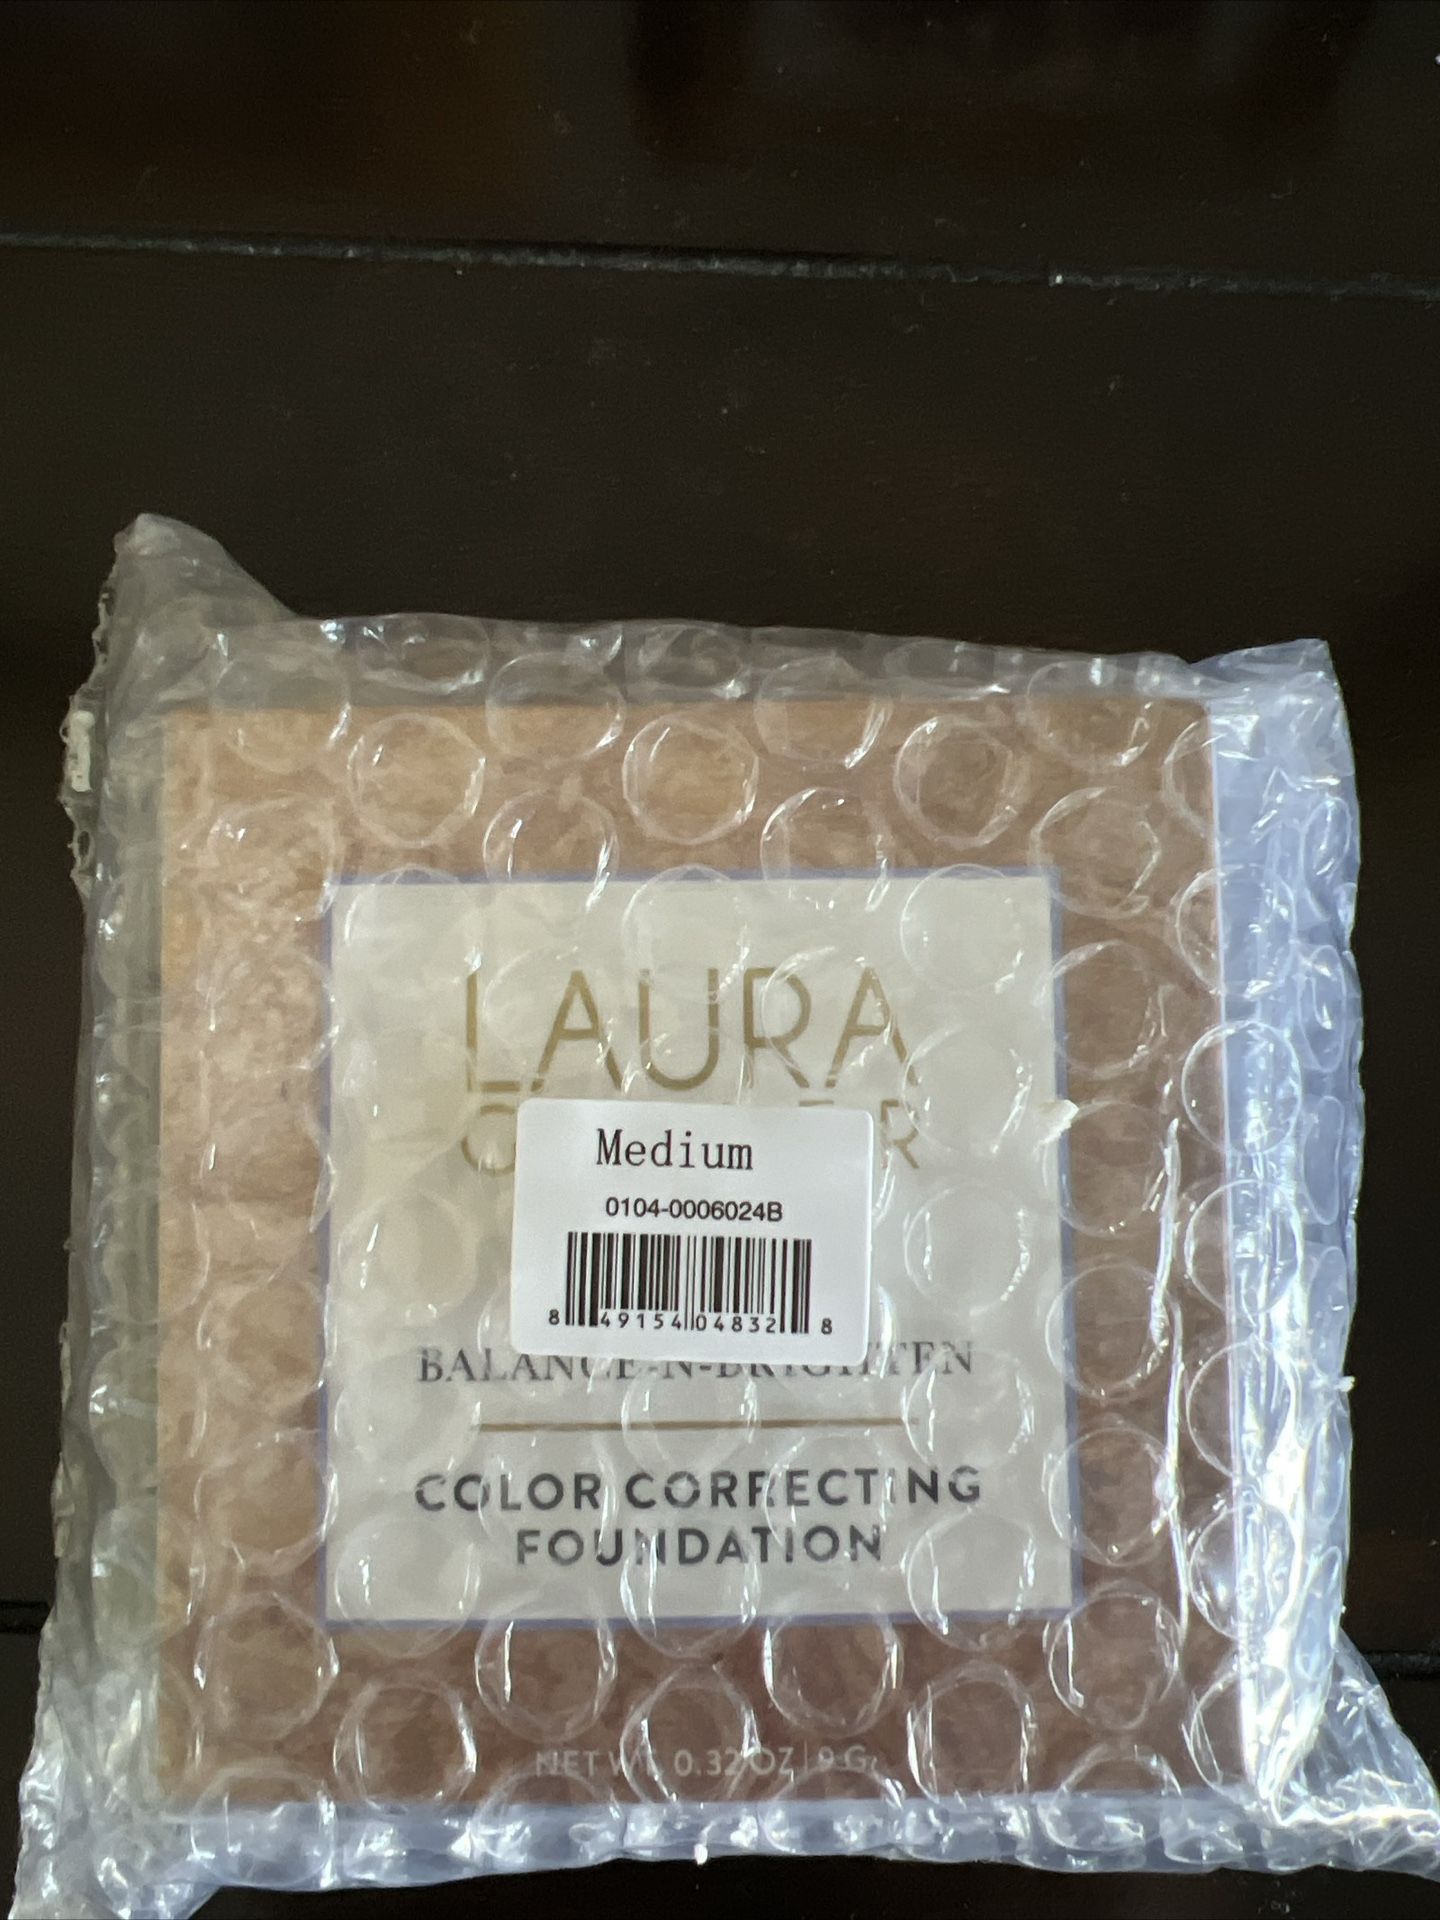 LAURA
Medium
0104-0006024B
8 49154 04832 8
BALANCE-N-BRIGHTEN
COLOR CORRECTING
FOUNDATION
NET WT. 0.32 OZ | 9 G